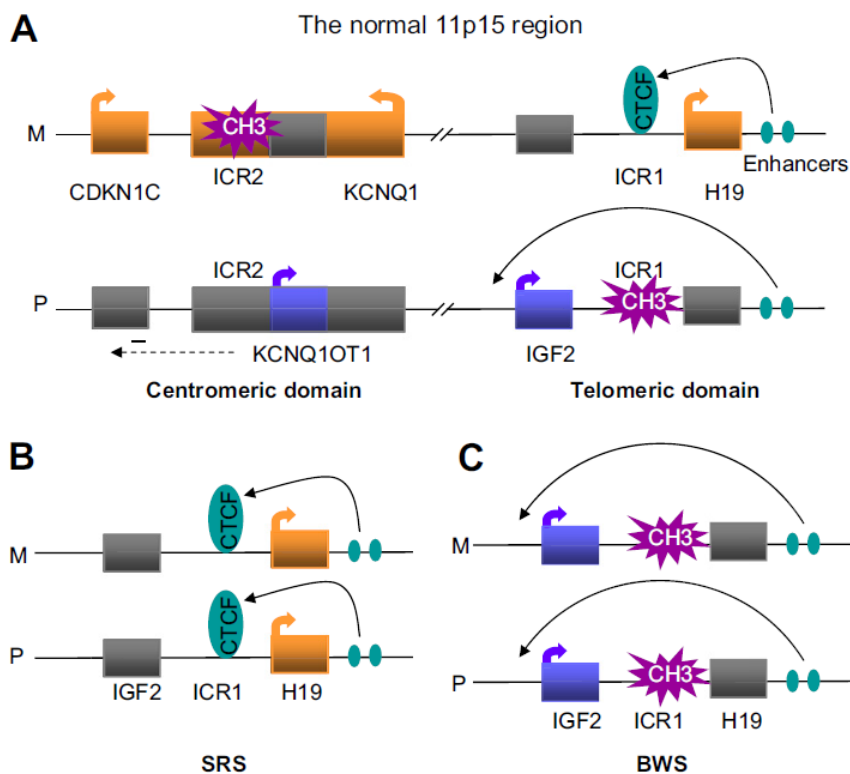 A
The normal 11p15 region
M
CH3
CTCF
CDKN1C
ICR2
KCNQ1
ICR1
H19
Enhancers
P
ICR2
ICR1
CH3
–
KCNQ1OT1
IGF2
Centromeric domain
Telomeric domain
B
M
CTCF
P
CTCF
IGF2
ICR1
H19
SRS
C
M
CH3
P
CH3
IGF2
ICR1
H19
BWS